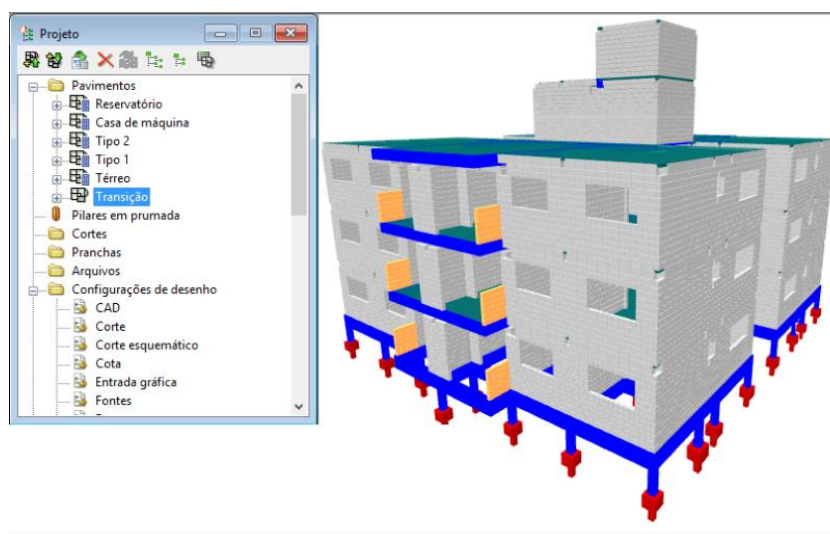 Projeto
Pavimentos
Reservatório
Casa de máquina
Tipo 2
Tipo 1
Térreo
Transição
Pilares em prumada
Cortes
Pranchas
Arquivos
Configurações de desenho
CAD
Corte
Corte esquemático
Cota
Entrada gráfica
Fontes